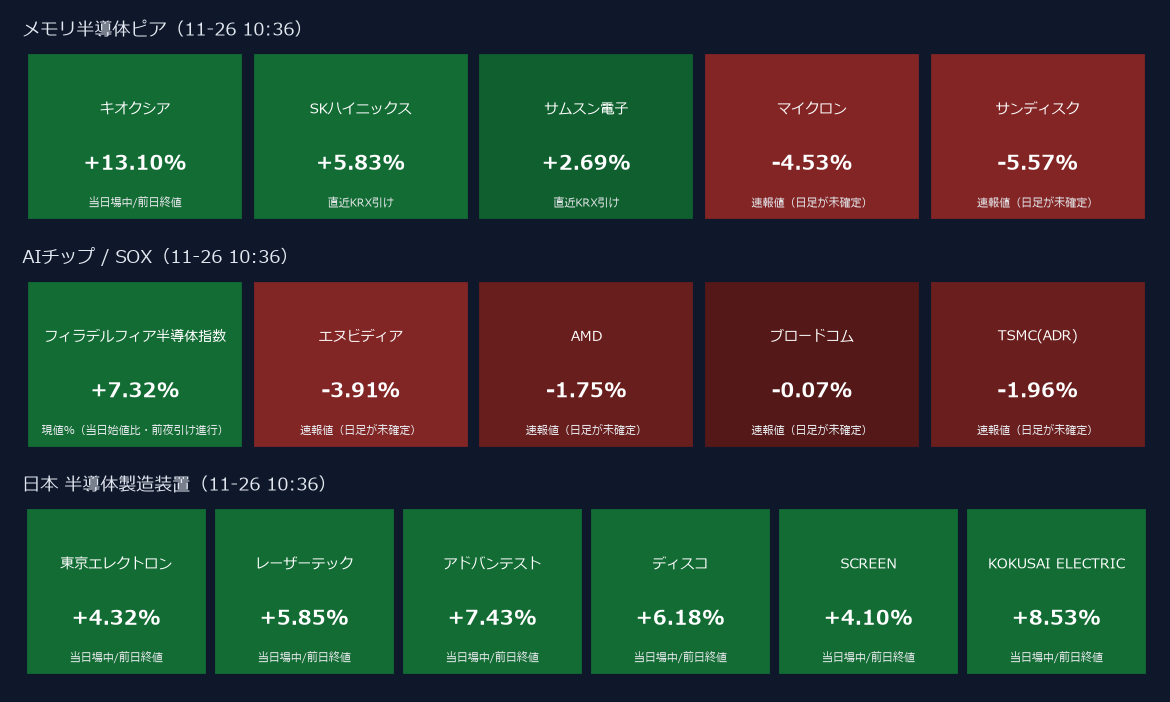 メモリ半導体ピア（11-26 10:36）
キオクシア
+13.10%
当日場中/前日終値
SKハイニックス
+5.83%
直近KRX引け
サムスン電子
+2.69%
直近KRX引け
マイクロン
-4.53%
速報値（日足が未確定）
サンディスク
-5.57%
速報値（日足が未確定）
AIチップ / SOX（11-26 10:36）
フィラデルフィア半導体指数
+7.32%
現値%（当日始値比・前夜引け進行）
エヌビディア
-3.91%
速報値（日足が未確定）
AMD
-1.75%
速報値（日足が未確定）
ブロードコム
-0.07%
速報値（日足が未確定）
TSMC(ADR)
-1.96%
速報値（日足が未確定）
日本 半導体製造装置（11-26 10:36）
東京エレクトロン
+4.32%
当日場中/前日終値
レーザーテック
+5.85%
当日場中/前日終値
アドバンテスト
+7.43%
当日場中/前日終値
ディスコ
+6.18%
当日場中/前日終値
SCREEN
+4.10%
当日場中/前日終値
KOKUSAI ELECTRIC
+8.53%
当日場中/前日終値